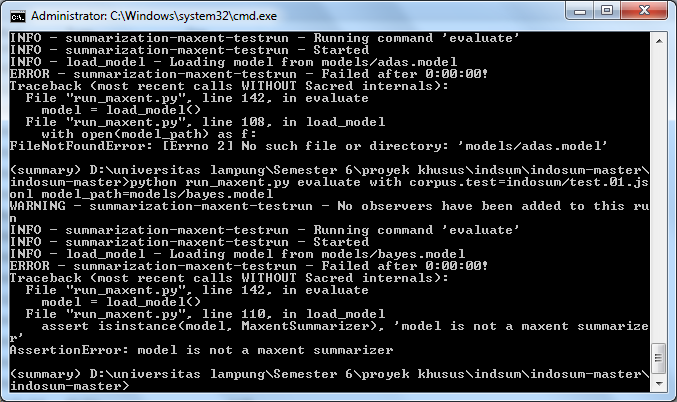 Administrator: C:\Windows\system32\cmd.exe
INFO - summarization-maxent-testrun - Running command 'evaluate'
INFO - summarization-maxent-testrun - Started
INFO - load_model - Loading model from models/adas.model
ERROR - summarization-maxent-testrun - Failed after 0:00:00!
Traceback (most recent calls WITHOUT Sacred internals):
  File "run_maxent.py", line 142, in evaluate
    model = load_model()
  File "run_maxent.py", line 108, in load_model
    with open(model_path) as f:
FileNotFoundError: [Errno 2] No such file or directory: 'models/adas.model'

(summary) D:\universitas lampung\Semester 6\proyek khusus\indsum\indosum-master\
indosum-master>python run_maxent.py evaluate with corpus.test=indosum/test.01.js
onl model_path=models/bayes.model
WARNING - summarization-maxent-testrun - No observers have been added to this ru
n
INFO - summarization-maxent-testrun - Running command 'evaluate'
INFO - summarization-maxent-testrun - Started
INFO - load_model - Loading model from models/bayes.model
ERROR - summarization-maxent-testrun - Failed after 0:00:00!
Traceback (most recent calls WITHOUT Sacred internals):
  File "run_maxent.py", line 142, in evaluate
    model = load_model()
  File "run_maxent.py", line 110, in load_model
    assert isinstance(model, MaxentSummarizer), 'model is not a maxent summarize
r'
AssertionError: model is not a maxent summarizer

(summary) D:\universitas lampung\Semester 6\proyek khusus\indsum\indosum-master\
indosum-master>